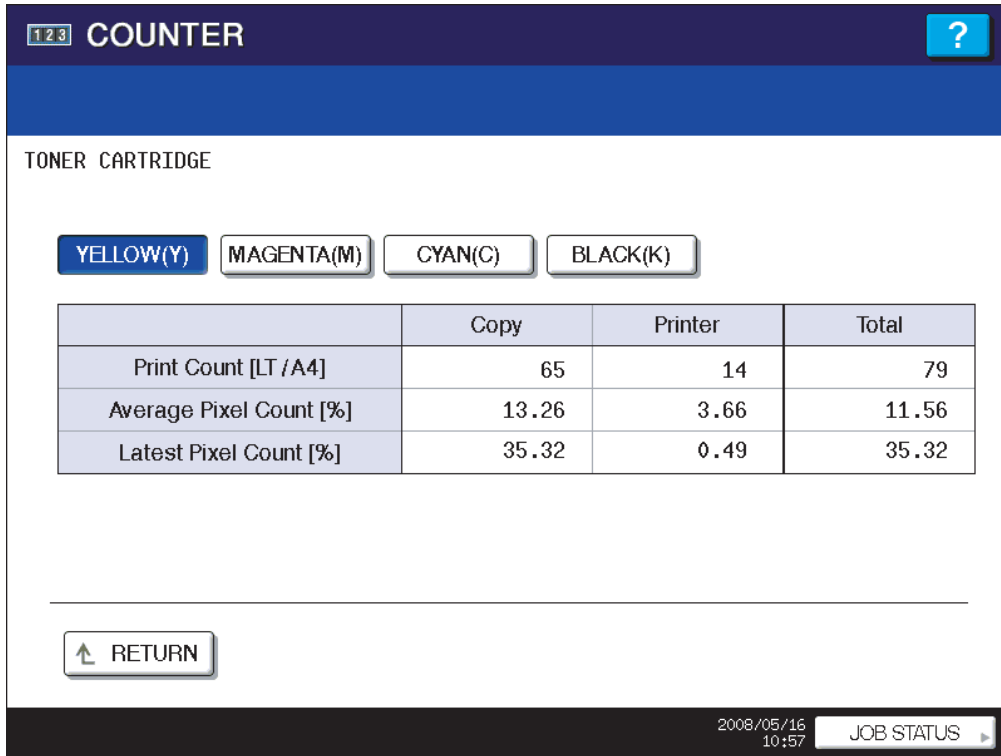 123 COUNTER ?
TONER CARTRIDGE
YELLOW(Y) MAGENTA(M) CYAN(C) BLACK(K)
Copy Printer Total
Print Count [LT / A4] 65 14 79
Average Pixel Count [%] 13.26 3.66 11.56
Latest Pixel Count [%] 35.32 0.49 35.32
RETURN
2008/05/16
10:57
JOB STATUS